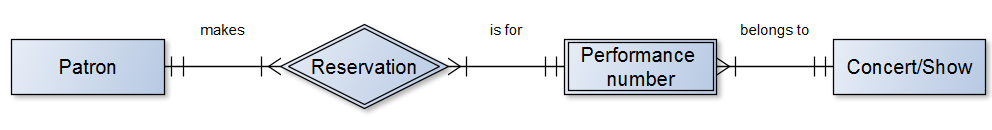 makes
is for
belongs to
Patron
Reservation
Performance
number
Concert/Show